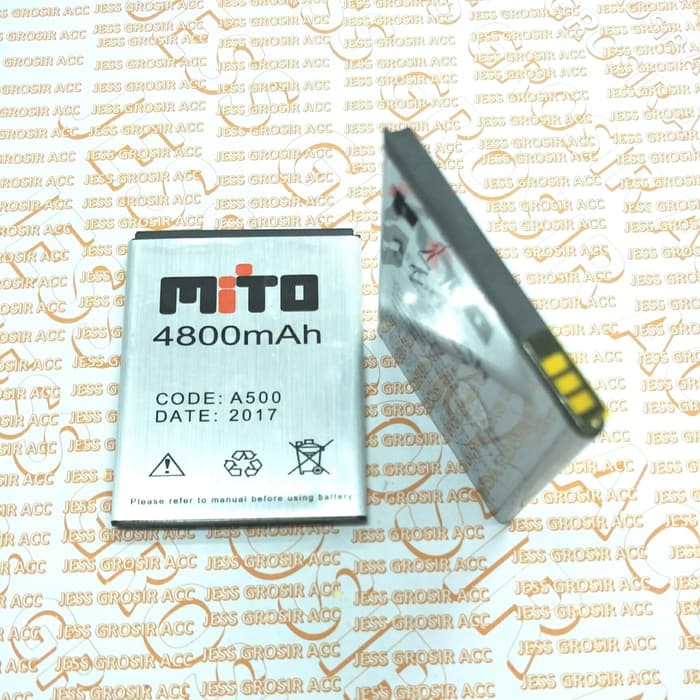 MiTO
4800mAh
CODE: A500
DATE: 2017
Please refer to manual before using battery
JESS GROSIR ACC